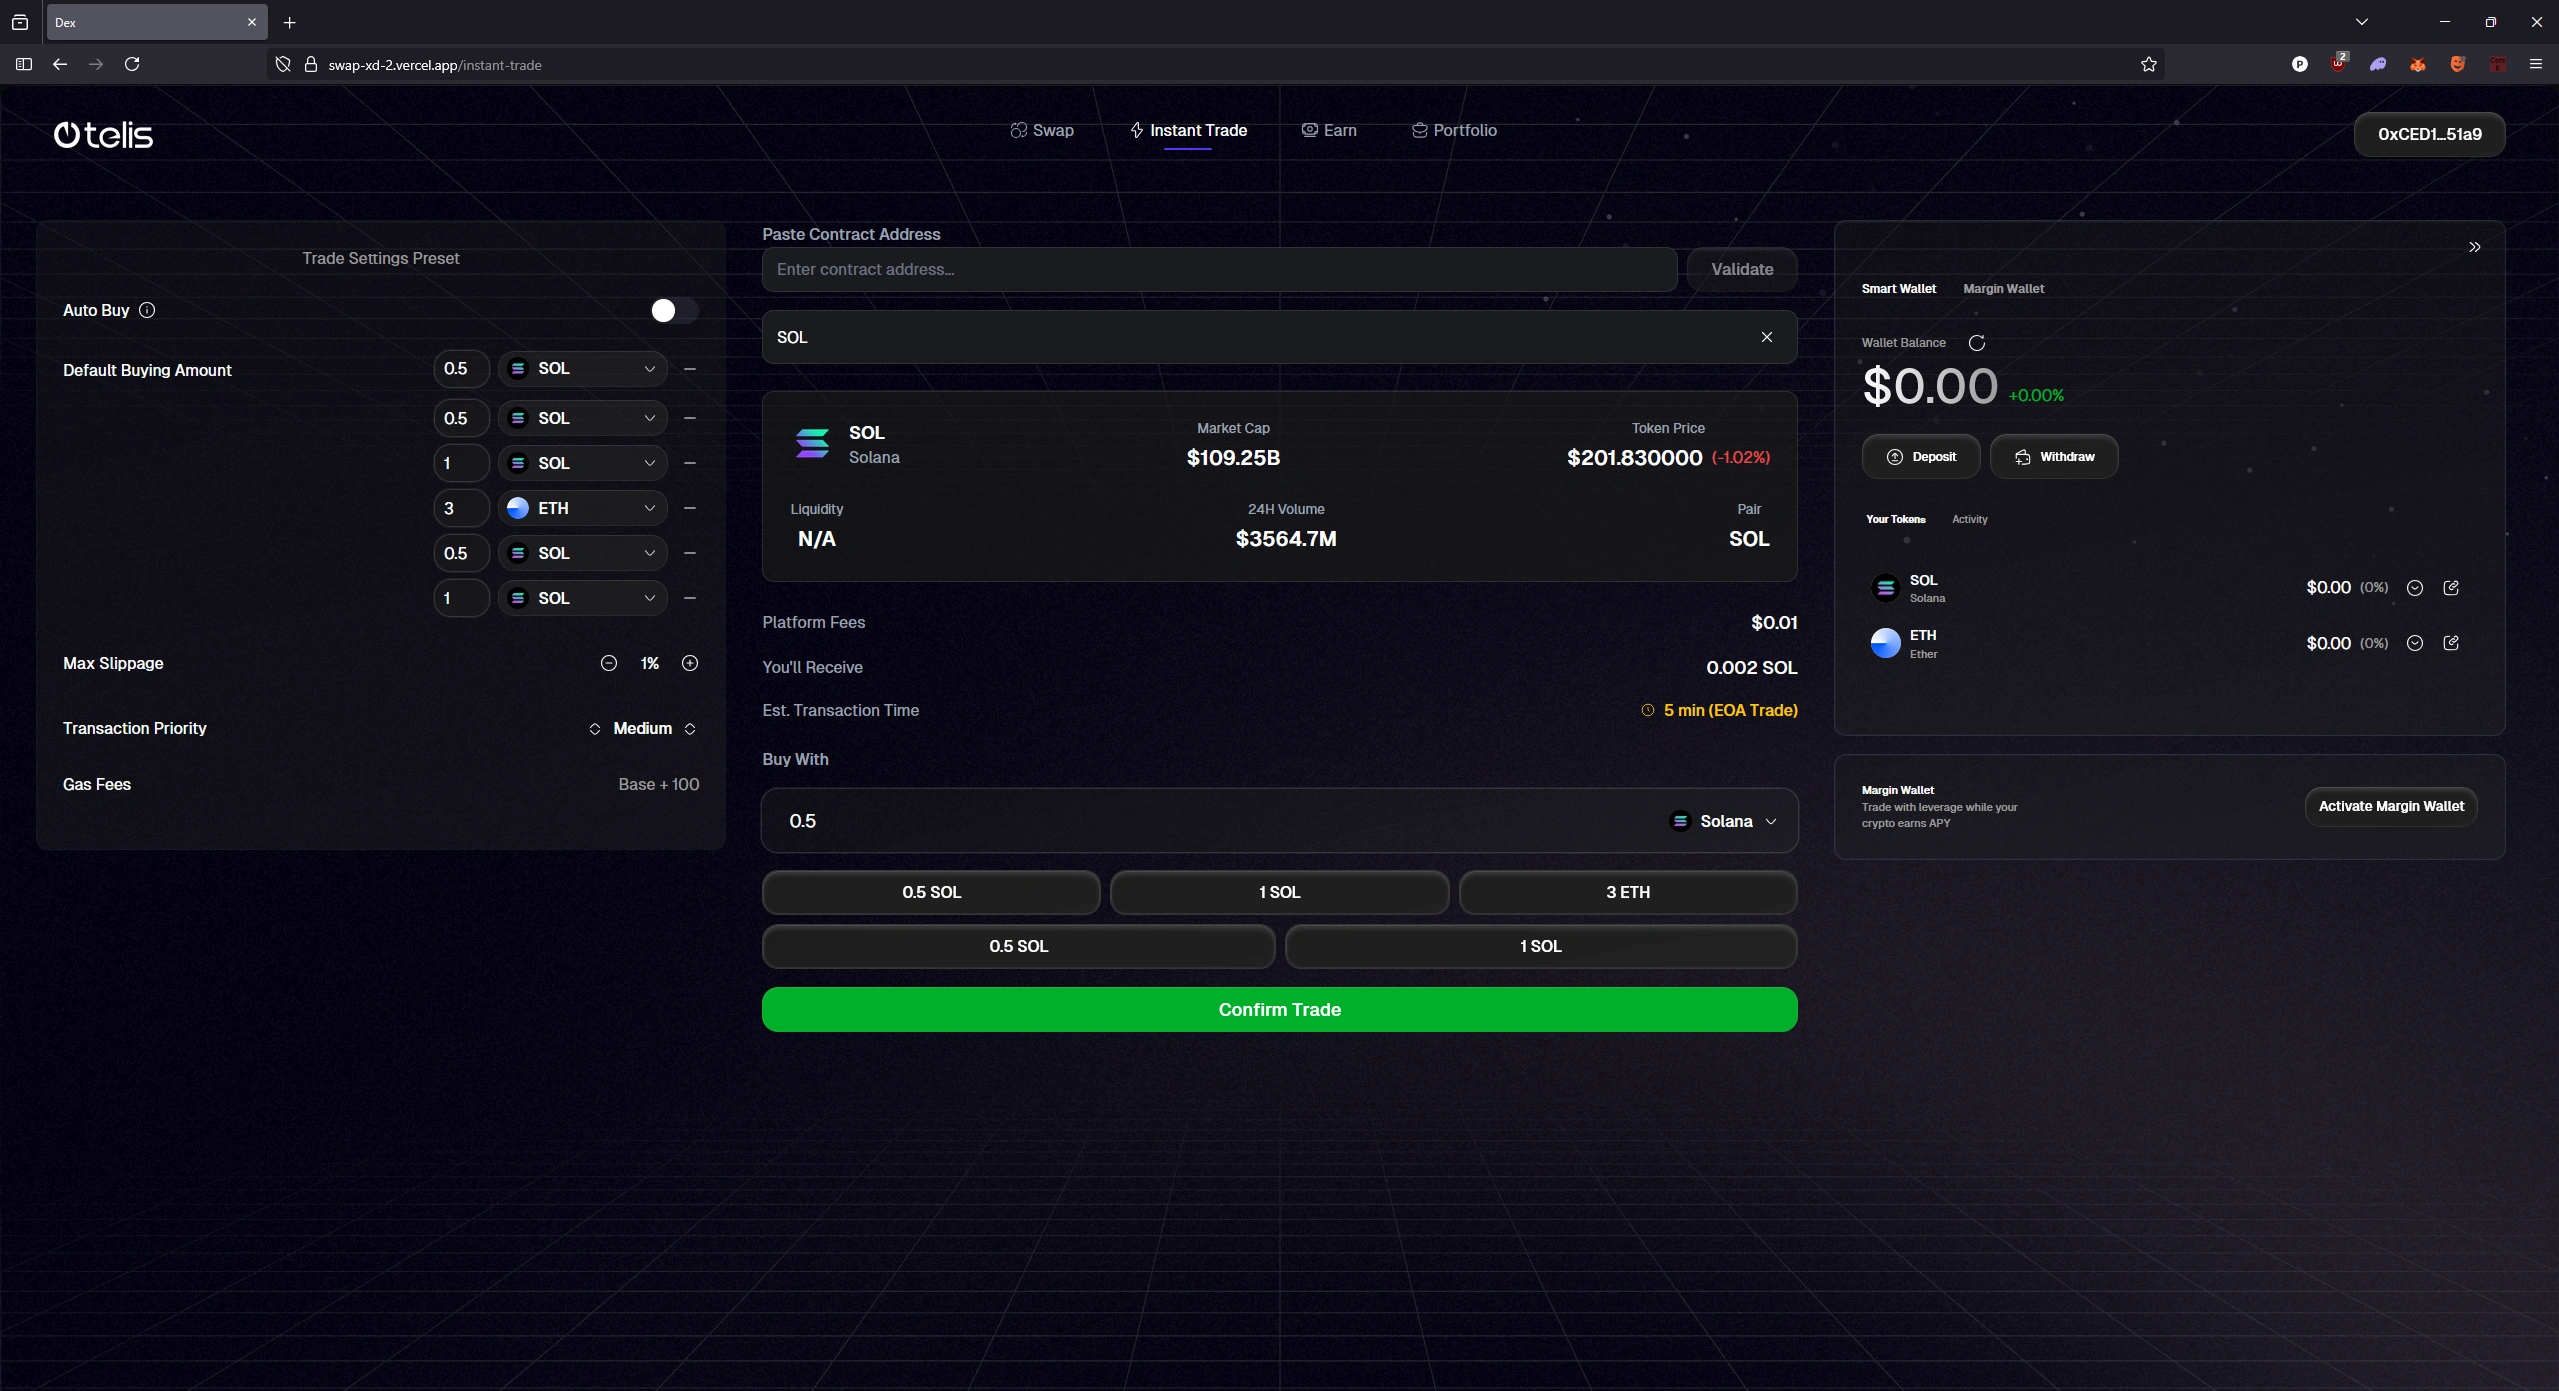 Dex
swap-xd-2.vercel.app/instant-trade
2
telis
Swap
Instant Trade
Earn
Portfolio
0xCED1...51a9
Trade Settings Preset
Auto Buy
Default Buying Amount
0.5 SOL
0.5 SOL
1 SOL
3 ETH
0.5 SOL
1 SOL
Max Slippage
1%
Transaction Priority
Medium
Gas Fees
Base + 100
Paste Contract Address
Enter contract address...
Validate
SOL
SOL
Solana
Market Cap
$109.25B
Token Price
$201.830000 (-1.02%)
Liquidity
N/A
24H Volume
$3564.7M
Pair
SOL
Platform Fees
$0.01
You'll Receive
0.002 SOL
Est. Transaction Time
5 min (EOA Trade)
Buy With
0.5
Solana
0.5 SOL
1 SOL
3 ETH
0.5 SOL
1 SOL
Confirm Trade
Smart Wallet
Margin Wallet
Wallet Balance
$0.00 +0.00%
Deposit
Withdraw
Your Tokens
Activity
SOL
Solana
$0.00 (0%)
ETH
Ether
$0.00 (0%)
Margin Wallet
Trade with leverage while your
crypto earns APY
Activate Margin Wallet